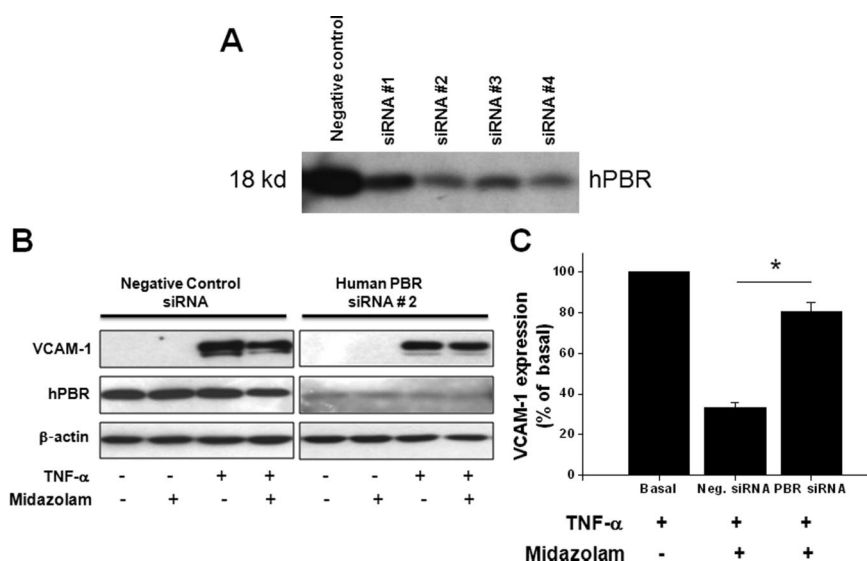 A
Negative control
siRNA #1
siRNA #2
siRNA #3
siRNA #4
18 kd
hPBR
B
Negative Control
siRNA
Human PBR
siRNA # 2
VCAM-1
hPBR
β-actin
TNF-α - - + + - - + +
Midazolam - + - + - + - +
C
VCAM-1 expression
(% of basal)
100
80
60
40
20
0
*
Basal Neg. siRNA PBR siRNA
TNF-α + + +
Midazolam - + +